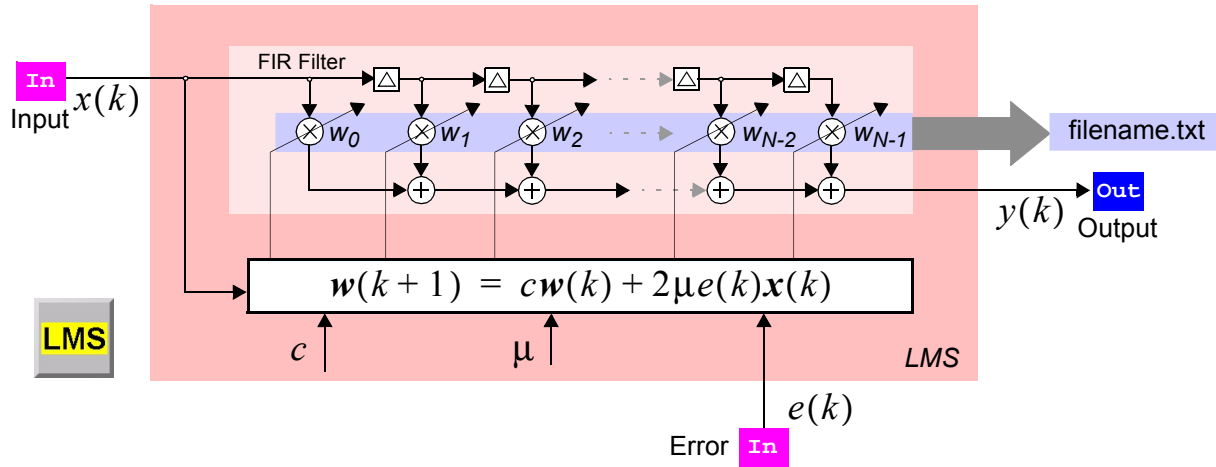 FIR Filter
In
x(k)
Input
w0 w1 w2 wN-2 wN-1
filename.txt
Out
y(k)
Output
w(k + 1) = cw(k) + 2μe(k)x(k)
LMS
c
μ
LMS
e(k)
Error In